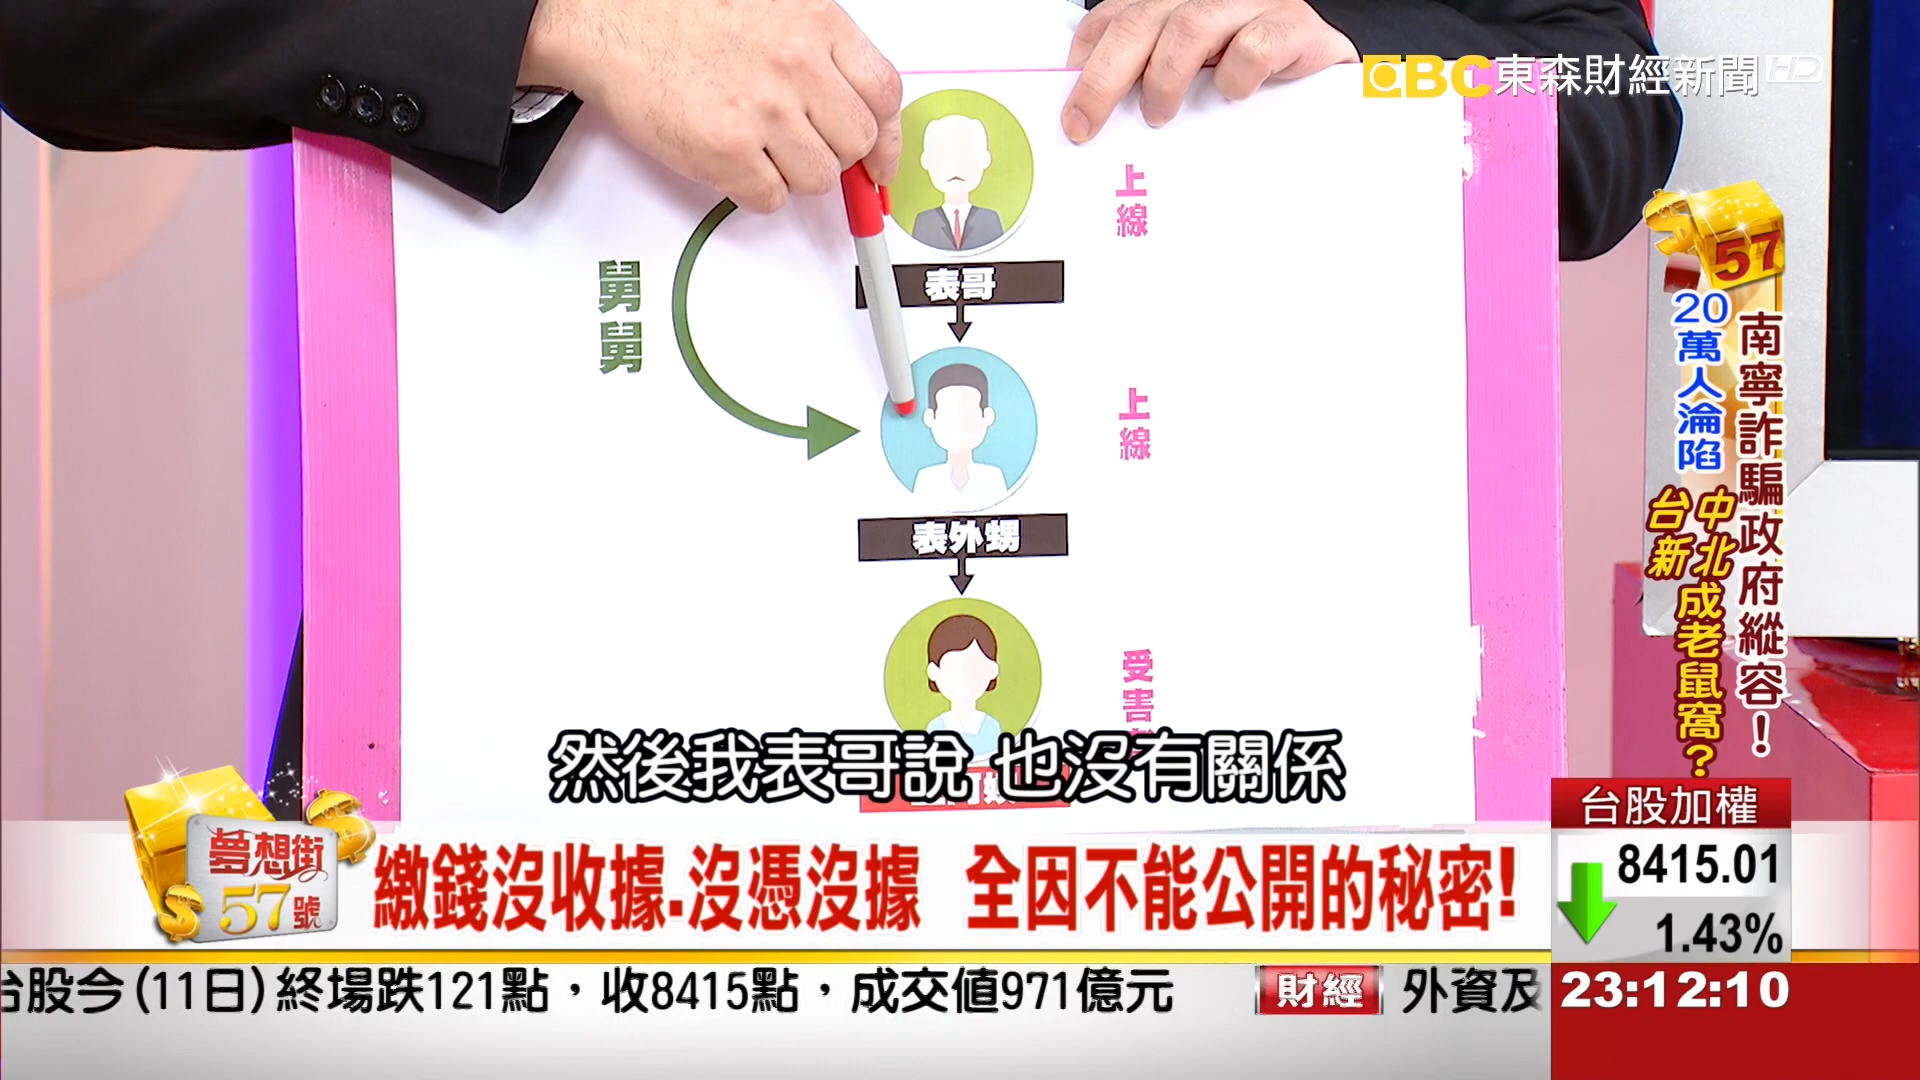 EBC東森財經新聞HD
上線
舅舅
表哥
上線
表外甥
受害
57
南寧詐騙政府縱容！
20萬人淪陷
中北
台新
成老鼠窩？
然後我表哥說 也沒有關係
夢想街
57號
繳錢沒收據.沒憑沒據 全因不能公開的秘密!
台股加權
8415.01
1.43%
台股今(11日)終場跌121點，收8415點，成交值971億元
財經
外資及
23:12:10